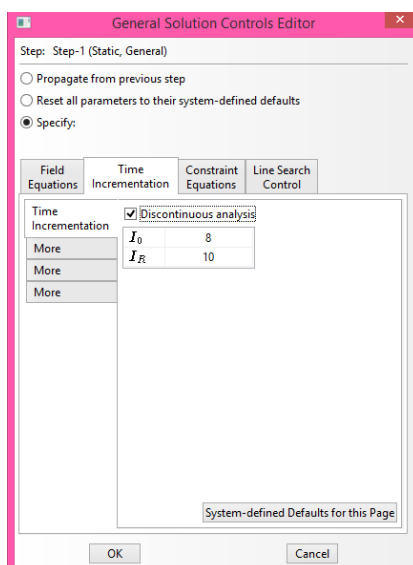 General Solution Controls Editor
Step: Step-1 (Static, General)
Propagate from previous step
Reset all parameters to their system-defined defaults
Specify:
Field Equations
Time Incrementation
Constraint Equations
Line Search Control
Time Incrementation
More
More
More
Discontinuous analysis
I₀ 8
I_R 10
System-defined Defaults for this Page
OK
Cancel